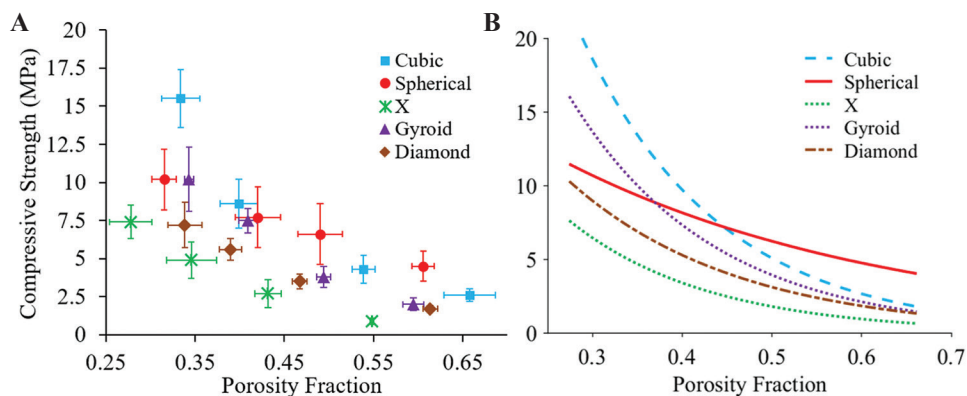 A
Compressive Strength (MPa)
20
17.5
15
12.5
10
7.5
5
2.5
0
Cubic
Spherical
X
Gyroid
Diamond
0.25
0.35
0.45
0.55
0.65
Porosity Fraction
B
20
15
10
5
0
Cubic
Spherical
X
Gyroid
Diamond
0.3
0.4
0.5
0.6
0.7
Porosity Fraction